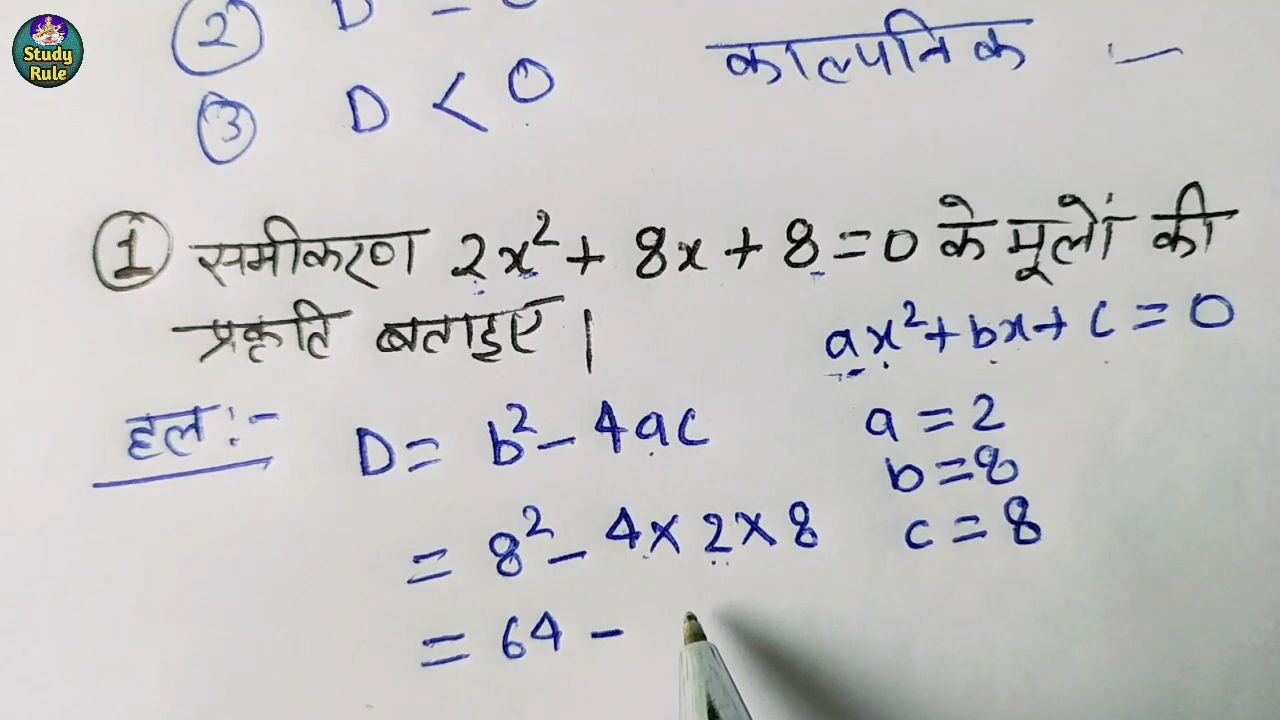 Study
Rule
② D = 0
③ D < 0 काल्पनिक :-
① समीकरण 2x² + 8x + 8 = 0 के मूलों की
प्रकृति बताइए।
ax² + bx + c = 0
हल :- D = b² - 4ac
a = 2
b = 8
= 8² - 4 × 2 × 8
c = 8
= 64 -